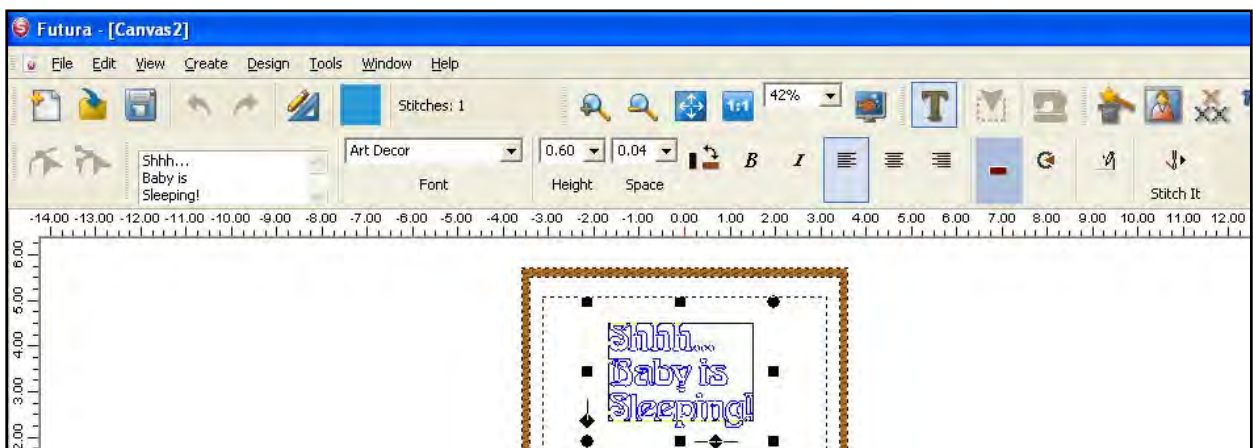 Futura - [Canvas2]
File Edit View Create Design Tools Window Help
Stitches: 1
1:1
42%
T
XX
Shhh...
Baby is
Sleeping!
Art Decor
Font
0.60
Height
0.04
Space
B
I
Stitch It
-14.00 -13.00 -12.00 -11.00 -10.00 -9.00 -8.00 -7.00 -6.00 -5.00 -4.00 -3.00 -2.00 -1.00 0.00 1.00 2.00 3.00 4.00 5.00 6.00 7.00 8.00 9.00 10.00 11.00 12.00
6.00
5.00
4.00
3.00
2.00
Shhh...
Baby is
Sleeping!